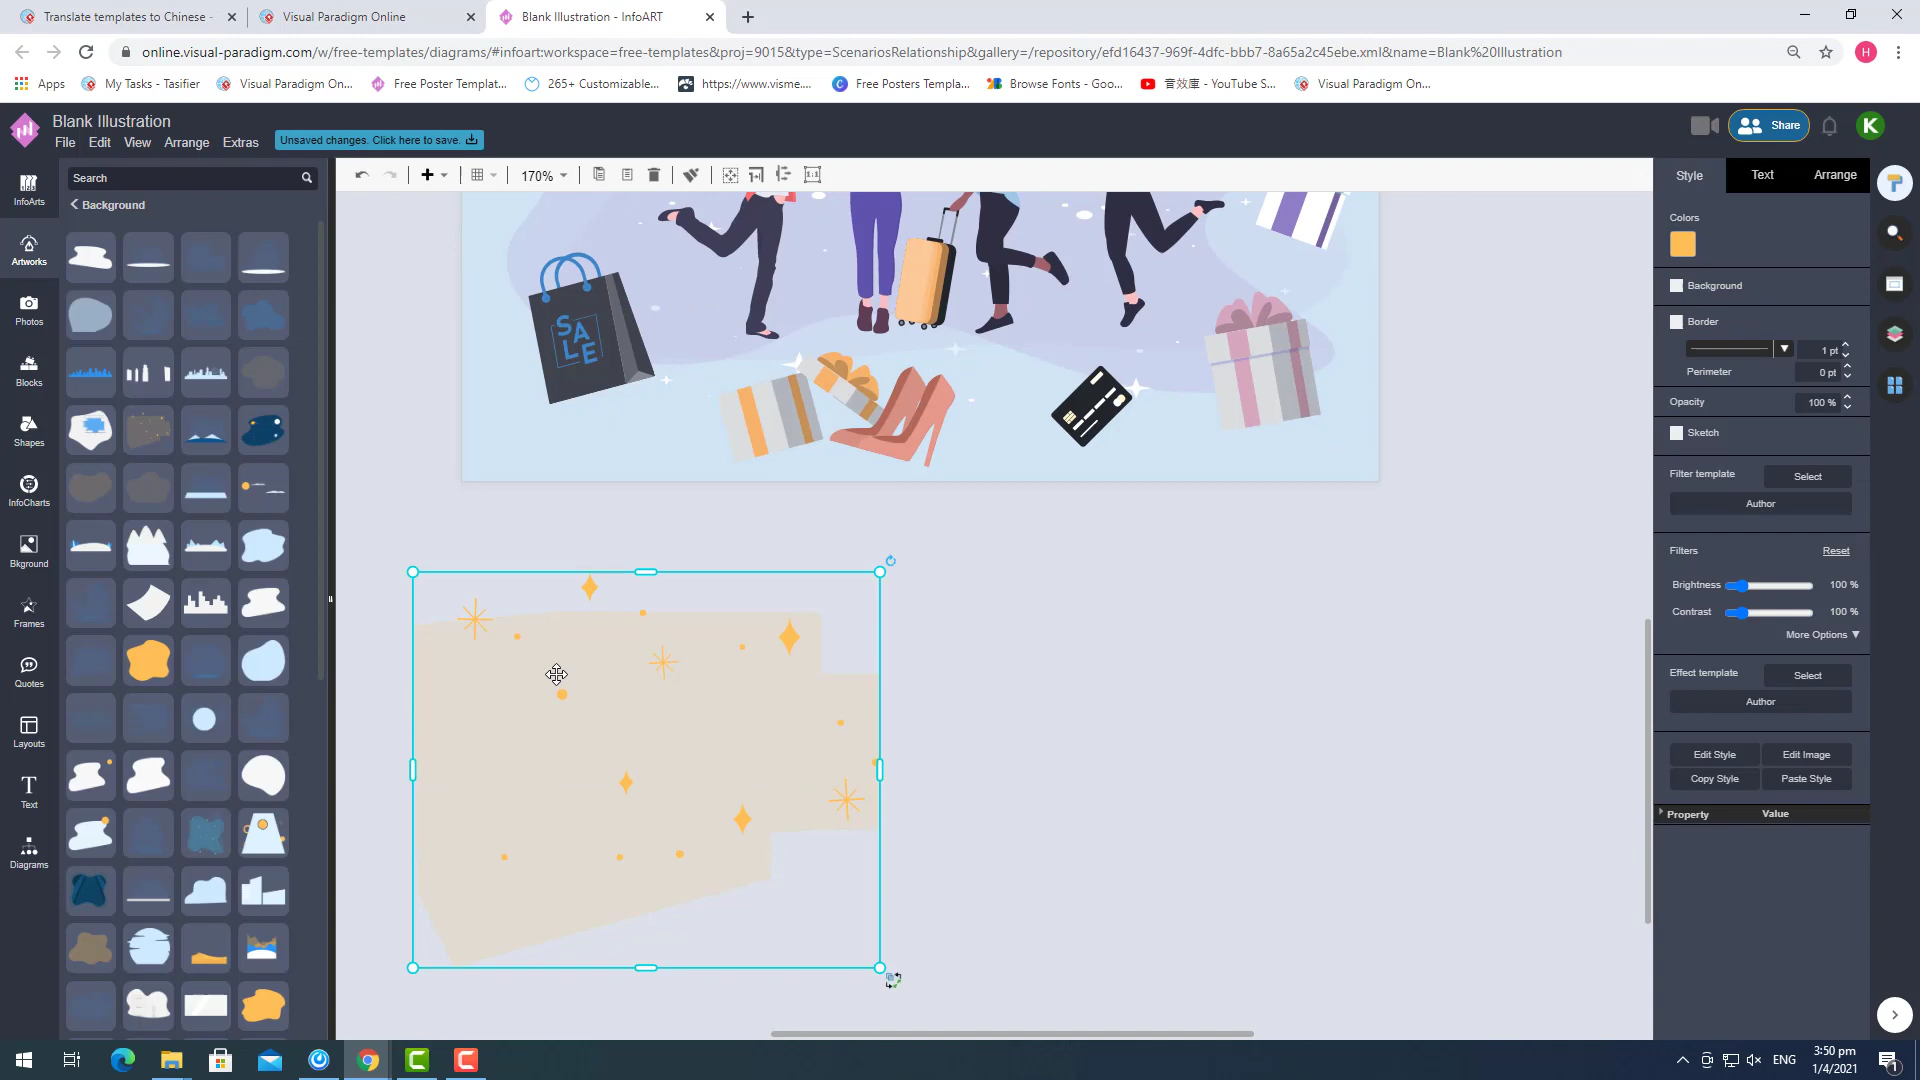 Translate templates to Chinese -
Visual Paradigm Online
Blank Illustration - InfoART
online.visual-paradigm.com/w/free-templates/diagrams/#infoart:workspace=free-templates&proj=9015&type=ScenariosRelationship&gallery=/repository/efd16437-969f-4dfc-bbb7-8a65a2c45ebe.xml&name=Blank%20Illustration
H
Apps
My Tasks - Tasifier
Visual Paradigm On...
Free Poster Templat...
265+ Customizable...
https://www.visme....
Free Posters Templa...
Browse Fonts - Goo...
音效庫 - YouTube S...
Visual Paradigm On...
Blank Illustration
File Edit View Arrange Extras
Unsaved changes. Click here to save.
Share
K
Search
170%
Style Text Arrange
Background
InfoArts
Artworks
Photos
Blocks
Shapes
InfoCharts
Bkground
Frames
Quotes
Layouts
Text
Diagrams
SALE
Colors
Background
Border
1 pt
Perimeter 0 pt
Opacity 100 %
Sketch
Filter template Select
Author
Filters Reset
Brightness 100 %
Contrast 100 %
More Options ▼
Effect template Select
Author
Edit Style Edit Image
Copy Style Paste Style
Property Value
ENG
3:50 pm
1/4/2021
1